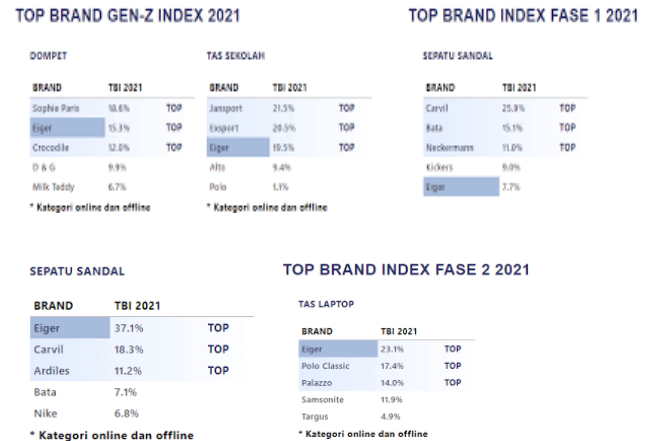 TOP BRAND GEN-Z INDEX 2021
DOMPET
BRAND TBI 2021
Sophie Paris 18.6% TOP
Eiger 15.3% TOP
Crocodile 12.0% TOP
D & G 9.9%
Milk Teddy 6.7%
* Kategori online dan offline
TAS SEKOLAH
BRAND TBI 2021
Jansport 21.5% TOP
Exsport 20.5% TOP
Eiger 19.5% TOP
Alto 9.4%
Polo 1.1%
* Kategori online dan offline
TOP BRAND INDEX FASE 1 2021
SEPATU SANDAL
BRAND TBI 2021
Carvil 25.9% TOP
Bata 15.1% TOP
Neckermann 11.0% TOP
Kickers 9.0%
Eiger 7.7%
SEPATU SANDAL
BRAND TBI 2021
Eiger 37.1% TOP
Carvil 18.3% TOP
Ardiles 11.2% TOP
Bata 7.1%
Nike 6.8%
* Kategori online dan offline
TOP BRAND INDEX FASE 2 2021
TAS LAPTOP
BRAND TBI 2021
Eiger 23.1% TOP
Polo Classic 17.4% TOP
Palazzo 14.0% TOP
Samsonite 11.9%
Targus 4.9%
* Kategori online dan offline